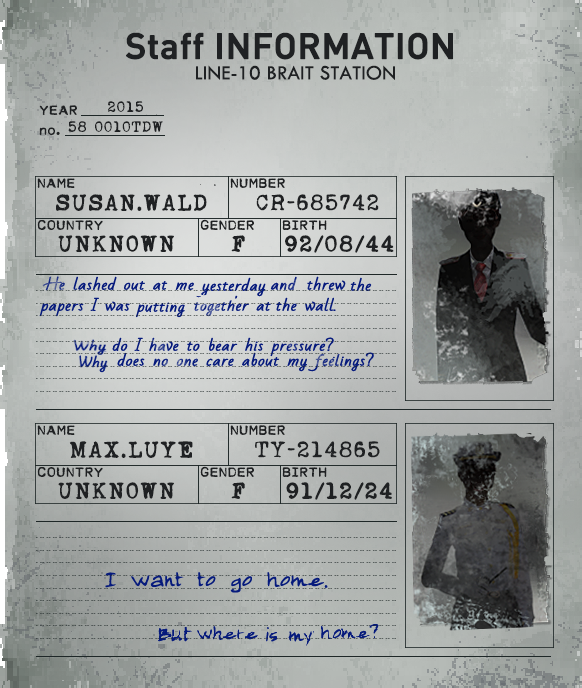 Staff INFORMATION
LINE-10 BRAIT STATION
YEAR 2015
no. 58 0010TDW
NAME NUMBER
SUSAN.WALD CR-685742
COUNTRY GENDER BIRTH
UNKNOWN F 92/08/44
He lashed out at me yesterday and threw the
papers I was putting together at the wall.
Why do I have to bear his pressure?
Why does no one care about my feelings?
NAME NUMBER
MAX.LUYE TY-214865
COUNTRY GENDER BIRTH
UNKNOWN F 91/12/24
I want to go home.
But where is my home?